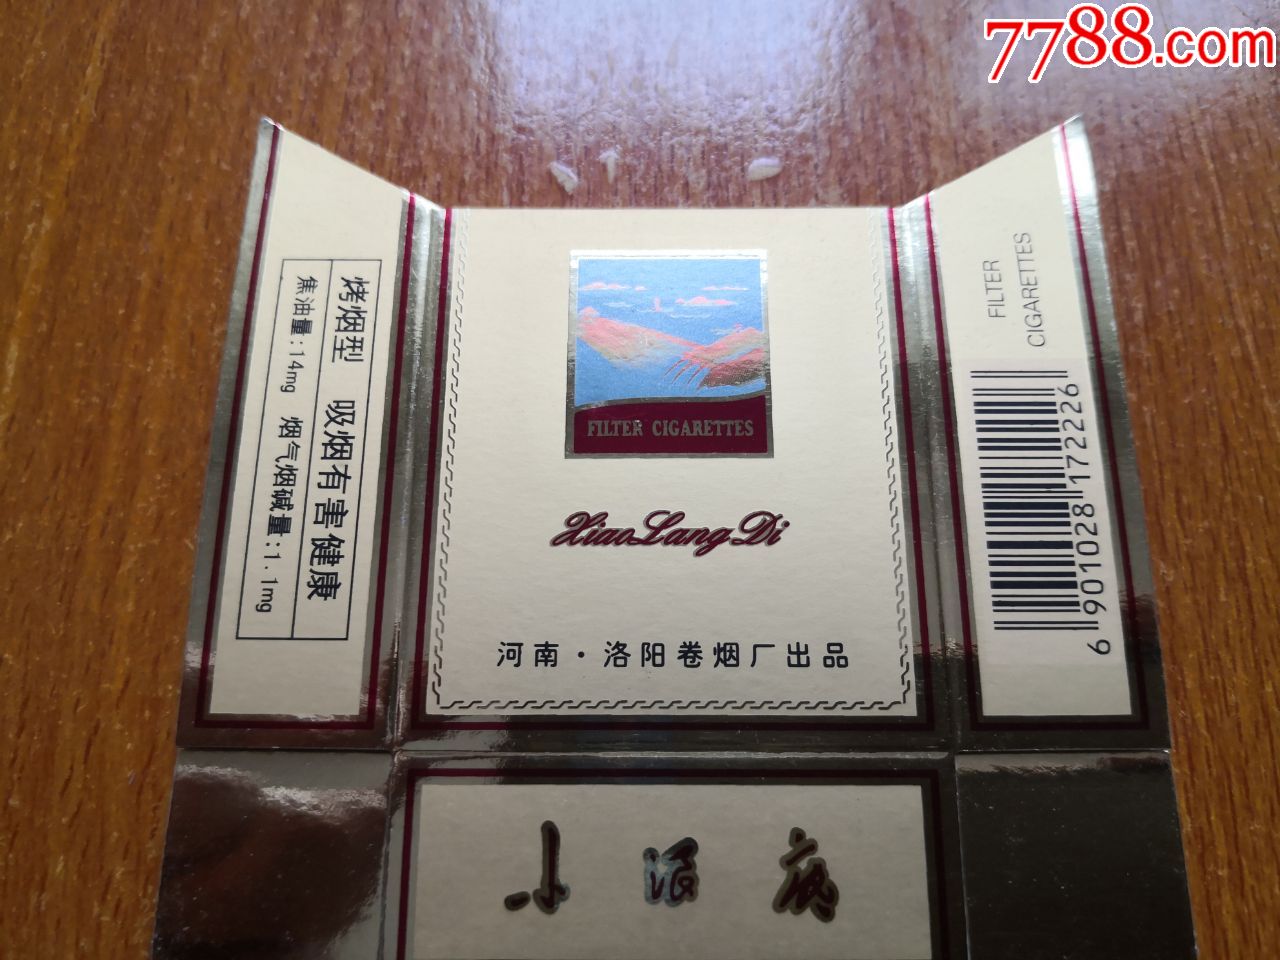 7788.com
烤烟型 吸烟有害健康
焦油量:14mg 烟气烟碱量:1.1mg
FILTER CIGARETTES
XiaoLangDi
河南·洛阳卷烟厂出品
FILTER
CIGARETTES
6901028172226
小浪底